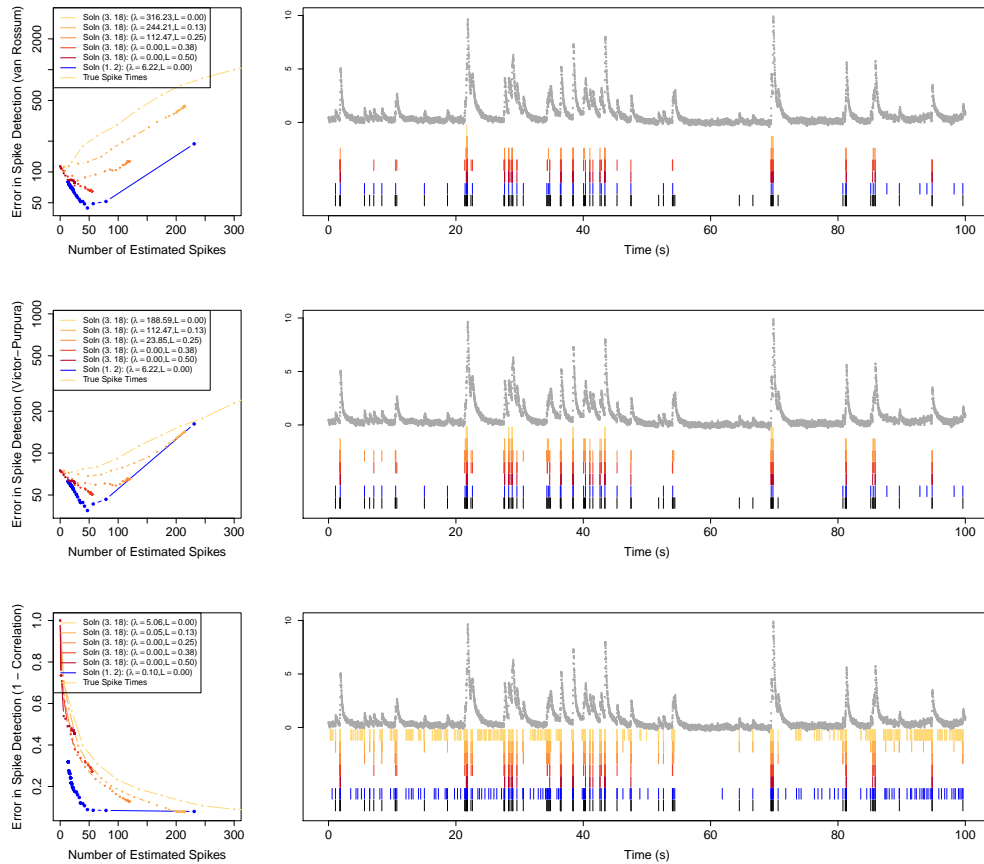 Soln (3. 18): (λ = 316.23, L = 0.00)
Soln (3. 18): (λ = 244.21, L = 0.13)
Soln (3. 18): (λ = 112.47, L = 0.25)
Soln (3. 18): (λ = 0.00, L = 0.38)
Soln (3. 18): (λ = 0.00, L = 0.50)
Soln (1. 2): (λ = 6.22, L = 0.00)
True Spike Times
Error in Spike Detection (van Rossum)
50 100 500 2000
0 50 100 150 200 250 300
Number of Estimated Spikes
0 5 10
0 20 40 60 80 100
Time (s)
Soln (3. 18): (λ = 188.59, L = 0.00)
Soln (3. 18): (λ = 112.47, L = 0.13)
Soln (3. 18): (λ = 23.85, L = 0.25)
Soln (3. 18): (λ = 0.00, L = 0.38)
Soln (3. 18): (λ = 0.00, L = 0.50)
Soln (1. 2): (λ = 6.22, L = 0.00)
True Spike Times
Error in Spike Detection (Victor−Purpura)
50 100 200 500 1000
0 50 100 150 200 250 300
Number of Estimated Spikes
0 5 10
0 20 40 60 80 100
Time (s)
Soln (3. 18): (λ = 5.06, L = 0.00)
Soln (3. 18): (λ = 0.05, L = 0.13)
Soln (3. 18): (λ = 0.00, L = 0.25)
Soln (3. 18): (λ = 0.00, L = 0.38)
Soln (3. 18): (λ = 0.00, L = 0.50)
Soln (1. 2): (λ = 0.10, L = 0.00)
True Spike Times
Error in Spike Detection (1 − Correlation)
0.2 0.4 0.6 0.8 1.0
0 50 100 150 200 250 300
Number of Estimated Spikes
0 5 10
0 20 40 60 80 100
Time (s)